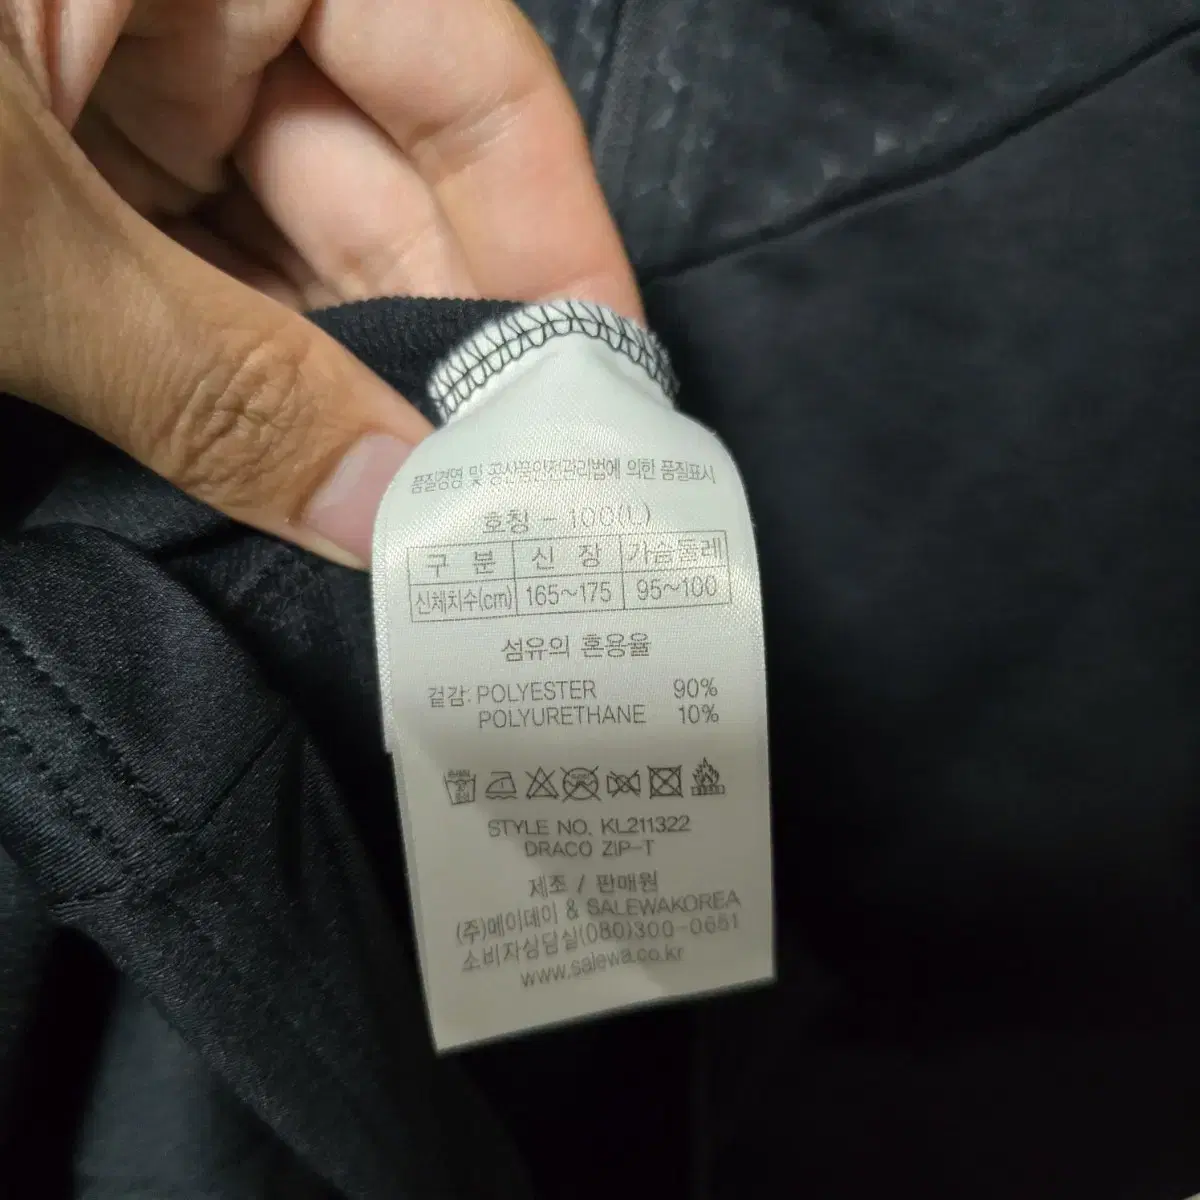 품질경영 및 공산품안전관리법에 의한 품질표시
호칭 - 100(L)
구 분 신 장 가슴둘레
신체치수(cm) 165~175 95~100
섬유의 혼용율
겉감: POLYESTER 90%
POLYURETHANE 10%
STYLE NO. KL211322
DRACO ZIP-T
제조 / 판매원
(주)메이데이 & SALEWAKOREA
소비자상담실(080)300-0661
www.salewa.co.kr